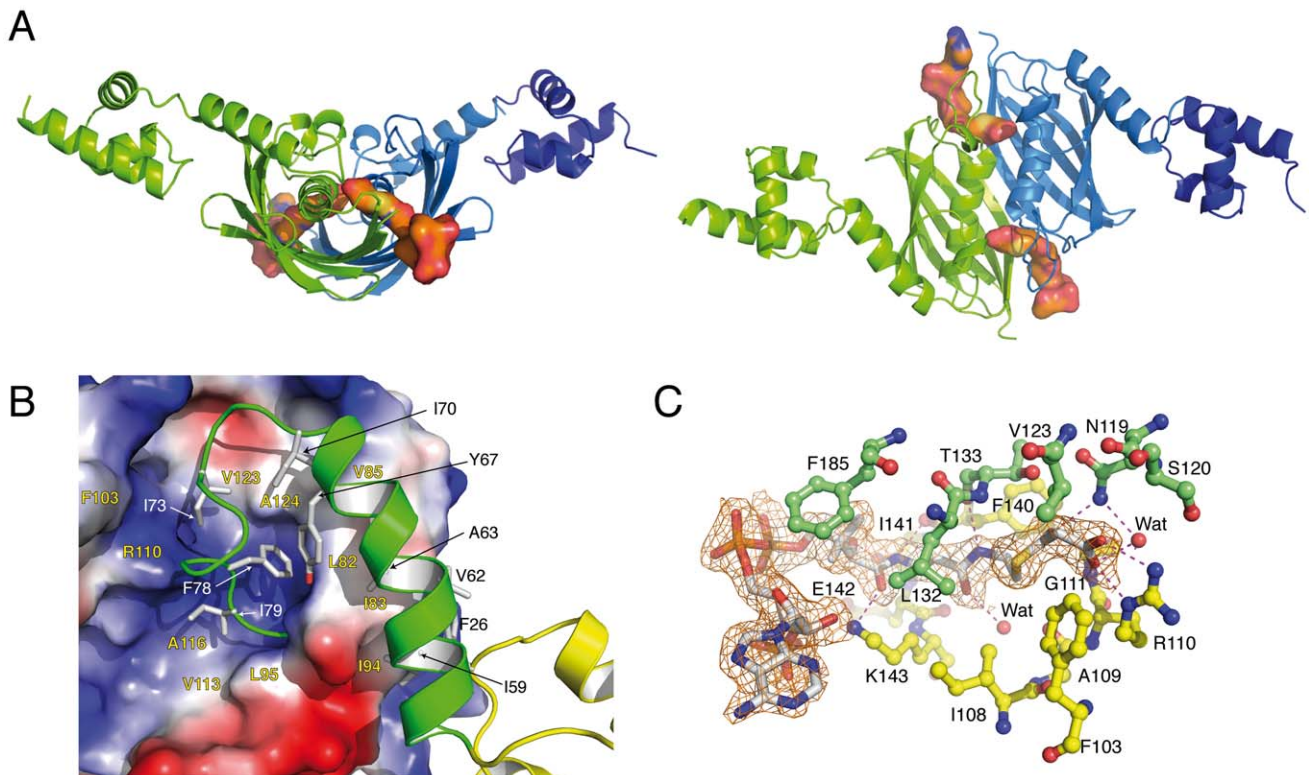 A
B
I70
Y67
V85
V123
A124
F103
I73
A63
R110
L82
F78
V62
I83
F26
I79
A116
I94
L95
V113
I59
C
V123
N119
T133
F185
S120
F140
I141
Wat
E142
G111
L132
Wat
R110
K143
A109
I108
F103